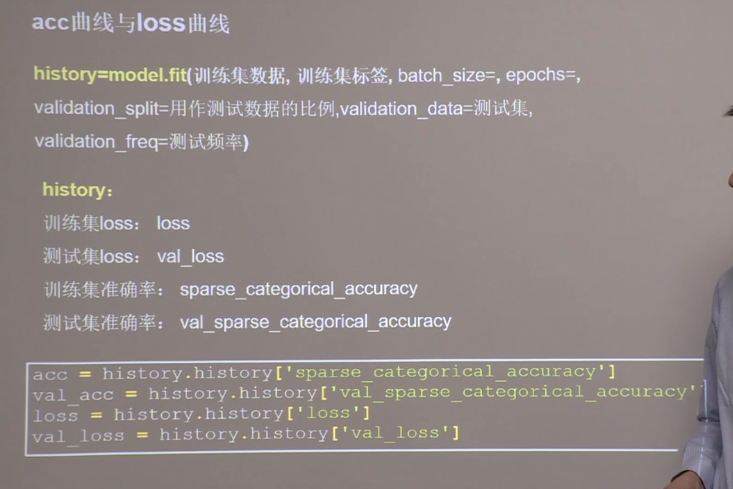 acc曲线与loss曲线
history=model.fit(训练集数据, 训练集标签, batch_size=, epochs=,
validation_split=用作测试数据的比例,validation_data=测试集,
validation_freq=测试频率)
history：
训练集loss： loss
测试集loss： val_loss
训练集准确率： sparse_categorical_accuracy
测试集准确率： val_sparse_categorical_accuracy
acc = history.history['sparse_categorical_accuracy']
val_acc = history.history['val_sparse_categorical_accuracy'
loss = history.history['loss']
val_loss = history.history['val_loss']